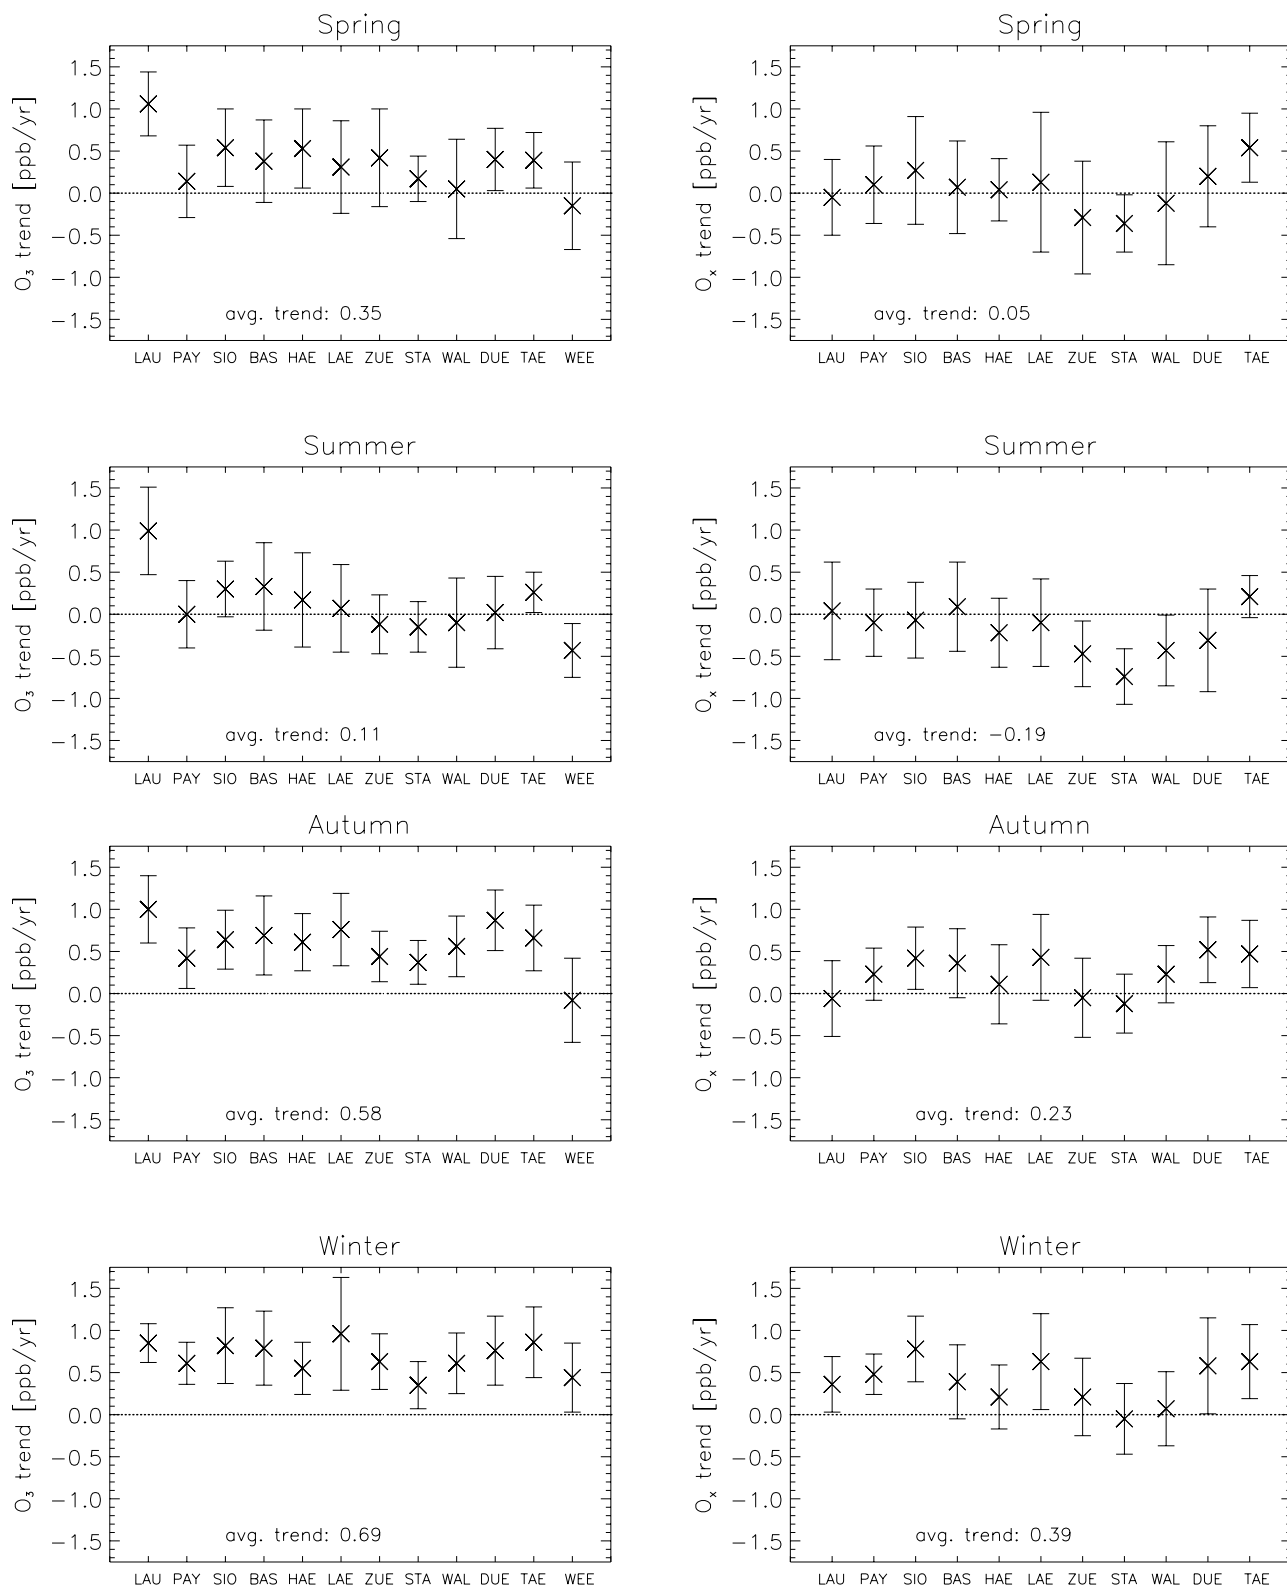 Spring
O₃ trend [ppb/yr]
1.5
1.0
0.5
0.0
−0.5
−1.0
−1.5
avg. trend: 0.35
LAU PAY SIO BAS HAE LAE ZUE STA WAL DUE TAE WEE
Spring
Oₓ trend [ppb/yr]
1.5
1.0
0.5
0.0
−0.5
−1.0
−1.5
avg. trend: 0.05
LAU PAY SIO BAS HAE LAE ZUE STA WAL DUE TAE
Summer
O₃ trend [ppb/yr]
1.5
1.0
0.5
0.0
−0.5
−1.0
−1.5
avg. trend: 0.11
LAU PAY SIO BAS HAE LAE ZUE STA WAL DUE TAE WEE
Summer
Oₓ trend [ppb/yr]
1.5
1.0
0.5
0.0
−0.5
−1.0
−1.5
avg. trend: −0.19
LAU PAY SIO BAS HAE LAE ZUE STA WAL DUE TAE
Autumn
O₃ trend [ppb/yr]
1.5
1.0
0.5
0.0
−0.5
−1.0
−1.5
avg. trend: 0.58
LAU PAY SIO BAS HAE LAE ZUE STA WAL DUE TAE WEE
Autumn
Oₓ trend [ppb/yr]
1.5
1.0
0.5
0.0
−0.5
−1.0
−1.5
avg. trend: 0.23
LAU PAY SIO BAS HAE LAE ZUE STA WAL DUE TAE
Winter
O₃ trend [ppb/yr]
1.5
1.0
0.5
0.0
−0.5
−1.0
−1.5
avg. trend: 0.69
LAU PAY SIO BAS HAE LAE ZUE STA WAL DUE TAE WEE
Winter
Oₓ trend [ppb/yr]
1.5
1.0
0.5
0.0
−0.5
−1.0
−1.5
avg. trend: 0.39
LAU PAY SIO BAS HAE LAE ZUE STA WAL DUE TAE